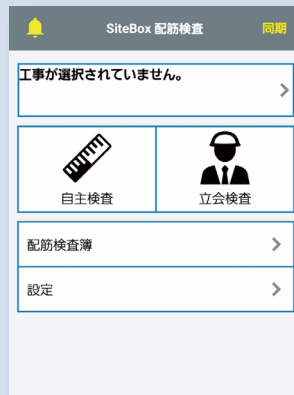 SiteBox 配筋検査
同期
工事が選択されていません。
自主検査
立会検査
配筋検査簿
設定